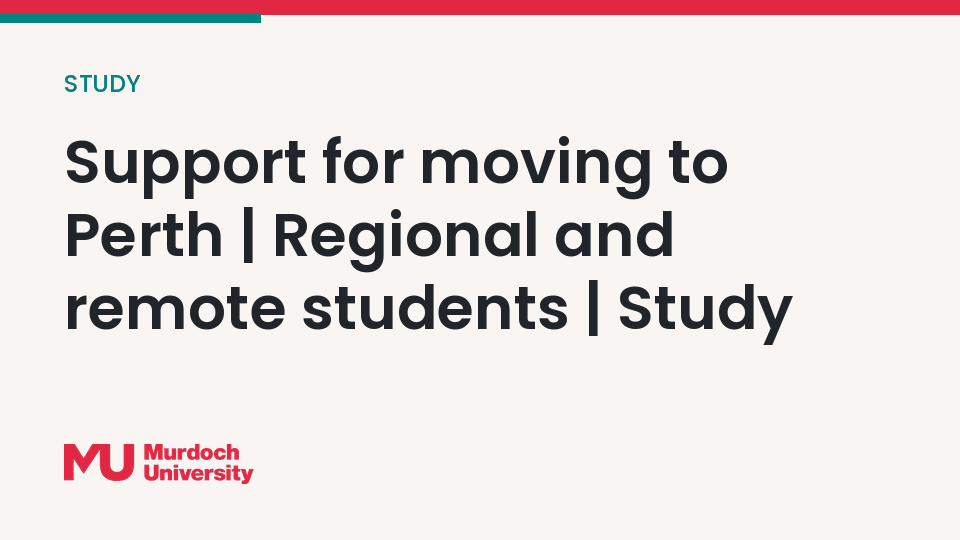 STUDY
Support for moving to
Perth | Regional and
remote students | Study
MU Murdoch
University